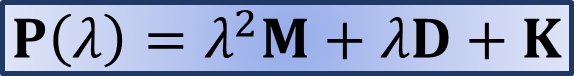 𝐏(𝜆) = 𝜆²𝐌 + 𝜆𝐃 + 𝐊